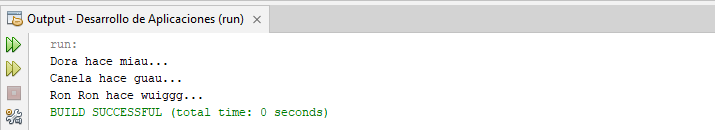 Output - Desarrollo de Aplicaciones (run) ×
run:
Dora hace miau...
Canela hace guau...
Ron Ron hace wuiggg...
BUILD SUCCESSFUL (total time: 0 seconds)